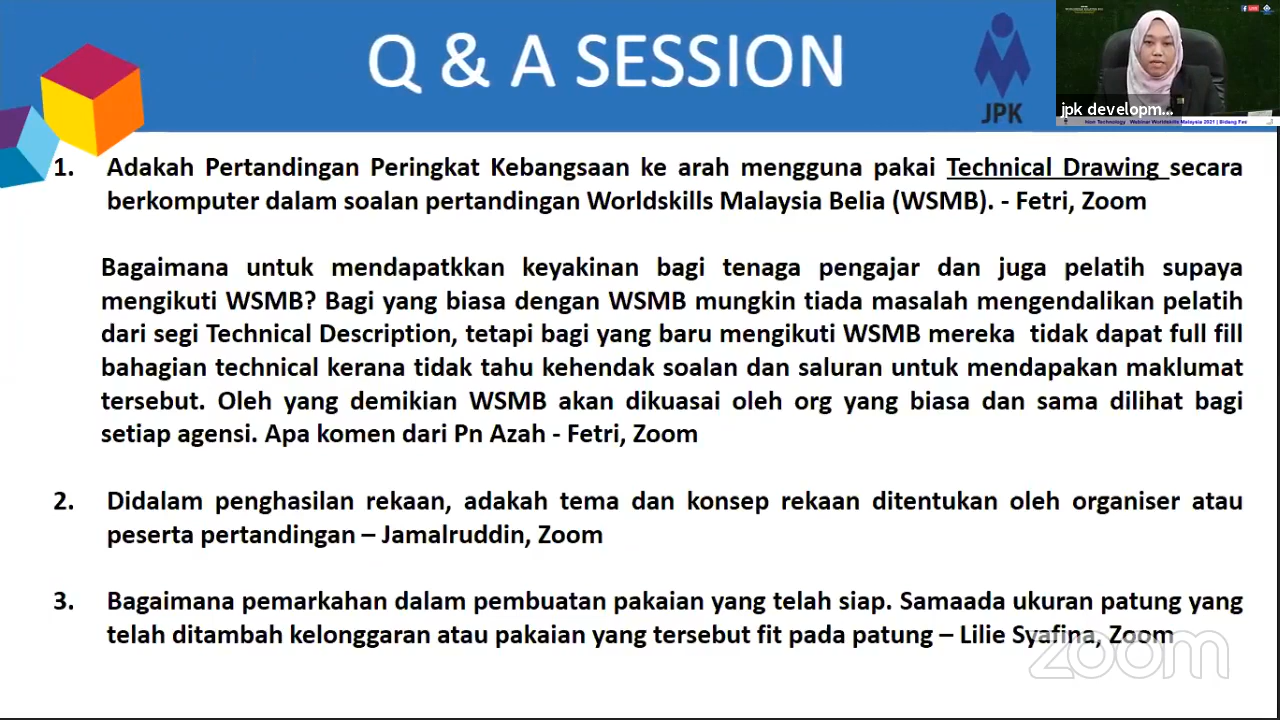 Q & A SESSION
JPK
LIVE
jpk developm...
Webinar Worldskills Malaysia 2021 | Bidang Fas
1. Adakah Pertandingan Peringkat Kebangsaan ke arah mengguna pakai Technical Drawing secara
berkomputer dalam soalan pertandingan Worldskills Malaysia Belia (WSMB). - Fetri, Zoom
Bagaimana untuk mendapatkkan keyakinan bagi tenaga pengajar dan juga pelatih supaya
mengikuti WSMB? Bagi yang biasa dengan WSMB mungkin tiada masalah mengendalikan pelatih
dari segi Technical Description, tetapi bagi yang baru mengikuti WSMB mereka tidak dapat full fill
bahagian technical kerana tidak tahu kehendak soalan dan saluran untuk mendapakan maklumat
tersebut. Oleh yang demikian WSMB akan dikuasai oleh org yang biasa dan sama dilihat bagi
setiap agensi. Apa komen dari Pn Azah - Fetri, Zoom
2. Didalam penghasilan rekaan, adakah tema dan konsep rekaan ditentukan oleh organiser atau
peserta pertandingan – Jamalruddin, Zoom
3. Bagaimana pemarkahan dalam pembuatan pakaian yang telah siap. Samaada ukuran patung yang
telah ditambah kelonggaran atau pakaian yang tersebut fit pada patung – Lilie Syafina, Zoom
zoom